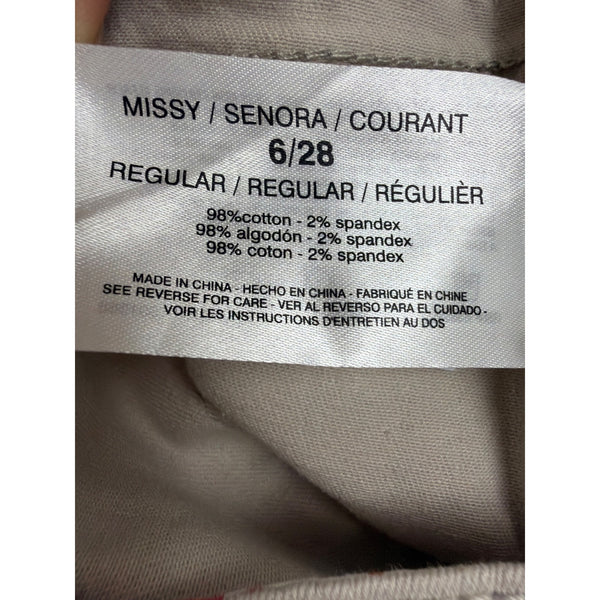 MISSY / SENORA / COURANT
6/28
REGULAR / REGULAR / RÉGULIÈR
98%cotton - 2% spandex
98% algodón - 2% spandex
98% coton - 2% spandex
MADE IN CHINA - HECHO EN CHINA - FABRIQUÉ EN CHINE
SEE REVERSE FOR CARE - VER AL REVERSO PARA EL CUIDADO -
VOIR LES INSTRUCTIONS D'ENTRETIEN AU DOS